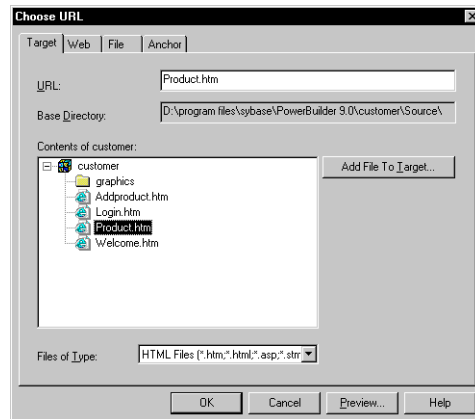 Choose URL
Target Web File Anchor
URL: Product.htm
Base Directory: D:\program files\sybase\PowerBuilder 9.0\customer\Source\
Contents of customer:
customer
Add File To Target...
graphics
Addproduct.htm
Login.htm
Product.htm
Welcome.htm
Files of Type: HTML Files (*.htm;*.html;*.asp;*.stm
OK Cancel Preview... Help